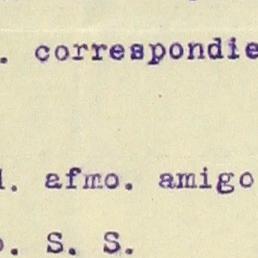 . correspondie
. afmo. amigo
. S. S.